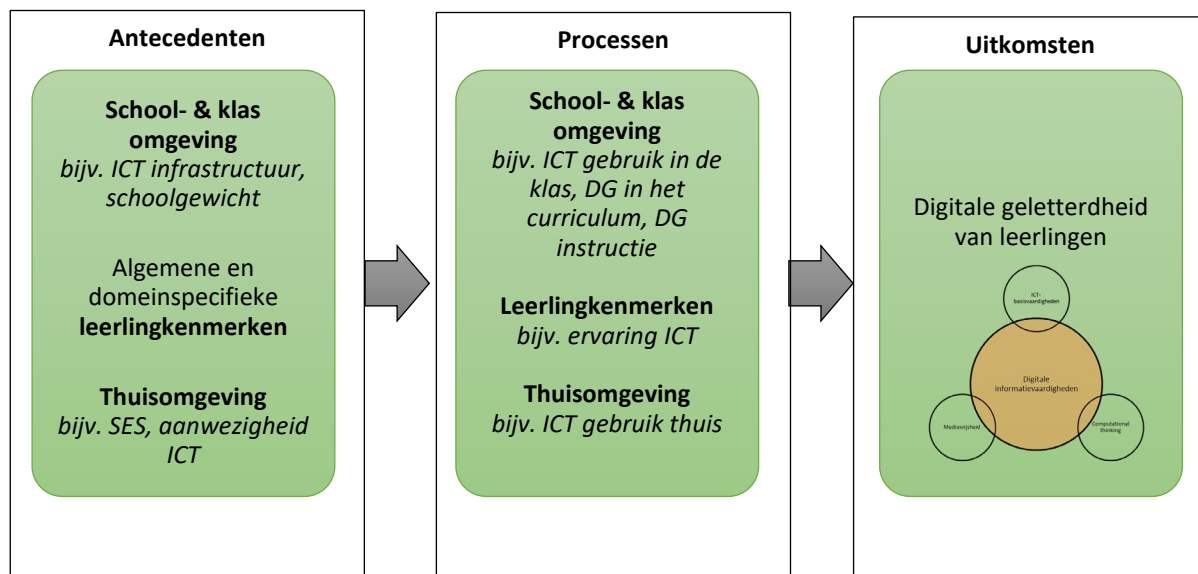 Antecedenten
School- & klas
omgeving
bijv. ICT infrastructuur,
schoolgewicht
Algemene en
domeinspecifieke
leerlingkenmerken
Thuisomgeving
bijv. SES, aanwezigheid
ICT
Processen
School- & klas
omgeving
bijv. ICT gebruik in de
klas, DG in het
curriculum, DG
instructie
Leerlingkenmerken
bijv. ervaring ICT
Thuisomgeving
bijv. ICT gebruik thuis
Uitkomsten
Digitale geletterdheid
van leerlingen
ICT-
basisvaardigheden
Digitale
informatievaardigheden
Mediawijsheid
Computational
thinking